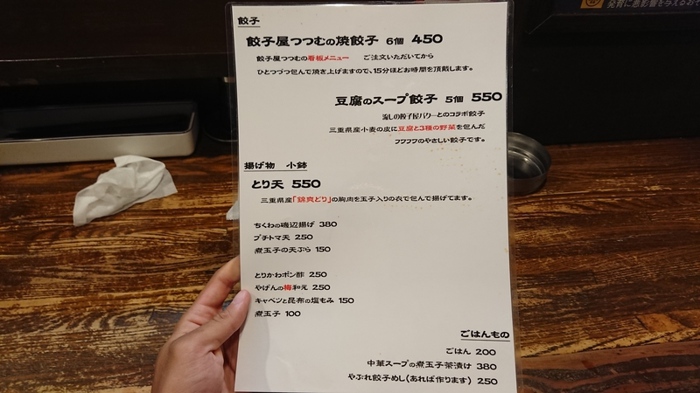 餃子
餃子屋つつむの焼餃子 6個 450
餃子屋つつむの看板メニュー ご注文いただいてから
ひとつづつ包んで焼き上げますので、15分ほどお時間を頂戴します。
豆腐のスープ餃子 5個 550
流しの餃子屋バリーとのコラボ餃子
三重県産小麦の皮に豆腐と3種の野菜を包んだ
フワフワのやさしい餃子です。
揚げ物 小鉢
とり天 550
三重県産「錦爽どり」の胸肉を玉子入りの衣で包んで揚げてます。
ちくわの磯辺揚げ 380
プチトマ天 250
煮玉子の天ぷら 150
とりかわポン酢 250
やげんの梅和え 250
キャベツと昆布の塩もみ 150
煮玉子 100
ごはんもの
ごはん 200
中華スープの煮玉子茶漬け 380
やぶれ餃子めし(あれば作ります) 250